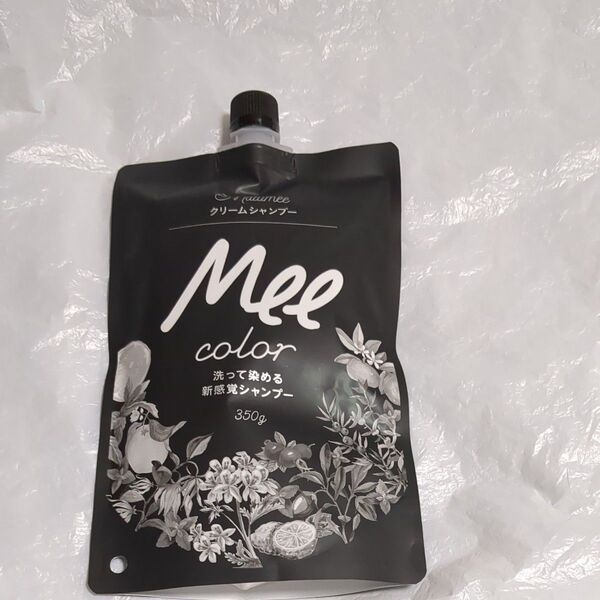 クリームシャンプー
Mee
color
洗って染める
新感覚シャンプー
350g